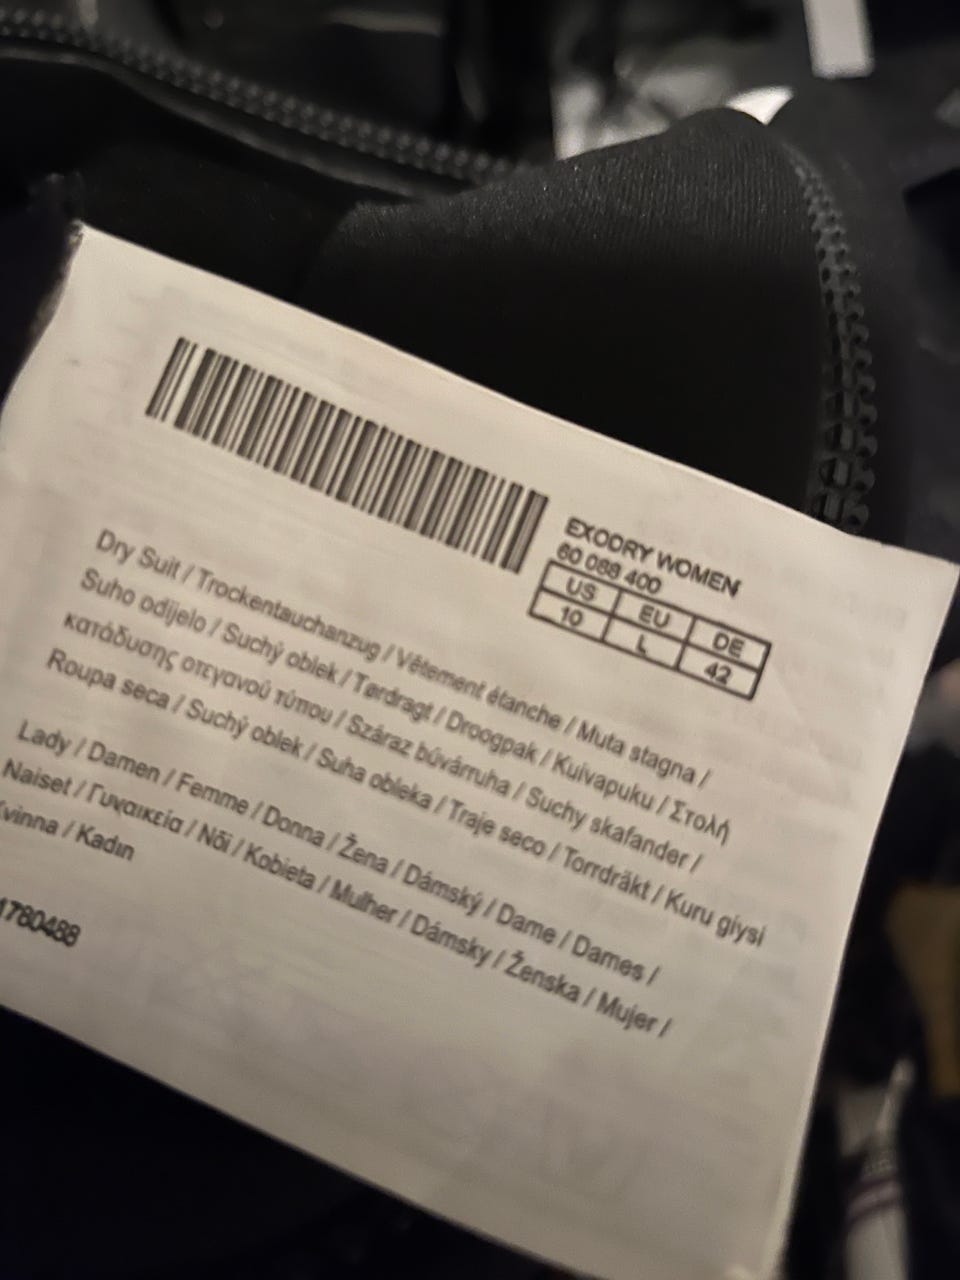 EXODRY WOMEN
60 088 400
US EU DE
10 L 42
Dry Suit / Trockentauchanzug / Vêtement étanche / Muta stagna /
Suho odijelo / Suchý oblek / Tørdragt / Droogpak / Kuivapuku / Στολή
κατάδυσης στεγανού τύπου / Száraz búvárruha / Suchy skafander /
Roupa seca / Suchý oblek / Suha obleka / Traje seco / Torrdräkt / Kuru giysi
Lady / Damen / Femme / Donna / Žena / Dámský / Dame / Dames /
Naiset / Γυναικεία / Női / Kobieta / Mulher / Dámsky / Ženska / Mujer /
Kvinna / Kadın
1780488